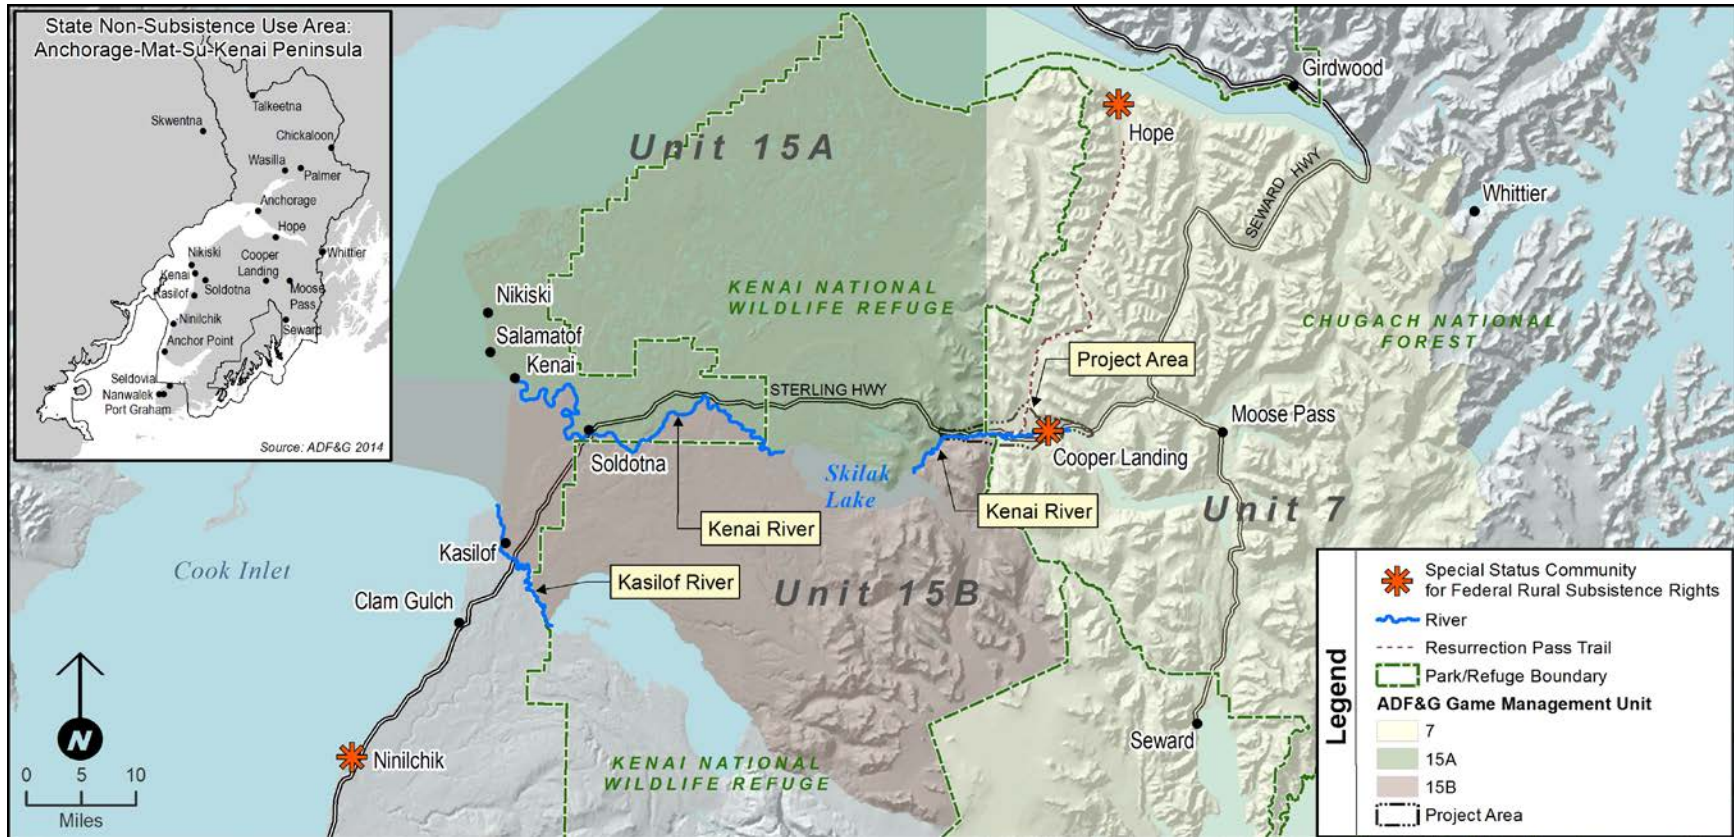 State Non-Subsistence Use Area:
Anchorage-Mat-Su-Kenai Peninsula
Talkeetna
Skwentna
Chickaloon
Wasilla
Palmer
Anchorage
Hope
Nikiski
Cooper
Landing
Whittier
Kenai
Soldotna
Kasilof
Moose
Pass
Ninilchik
Seward
Anchor Point
Seldovia
Nanwalek
Port Graham
Source: ADF&G 2014
Girdwood
Hope
Unit 15A
SEWARD HWY
Whittier
KENAI NATIONAL
WILDLIFE REFUGE
Nikiski
CHUGACH NATIONAL
FOREST
Salamatof
Kenai
Project Area
STERLING HWY
Moose Pass
Soldotna
Cooper Landing
Skilak
Lake
Kenai River
Unit 7
Kenai River
Kasilof
Cook Inlet
Kasilof River
Unit 15B
Clam Gulch
Seward
Ninilchik
KENAI NATIONAL
WILDLIFE REFUGE
N
0 5 10
Miles
Legend
Special Status Community
for Federal Rural Subsistence Rights
River
Resurrection Pass Trail
Park/Refuge Boundary
ADF&G Game Management Unit
7
15A
15B
Project Area